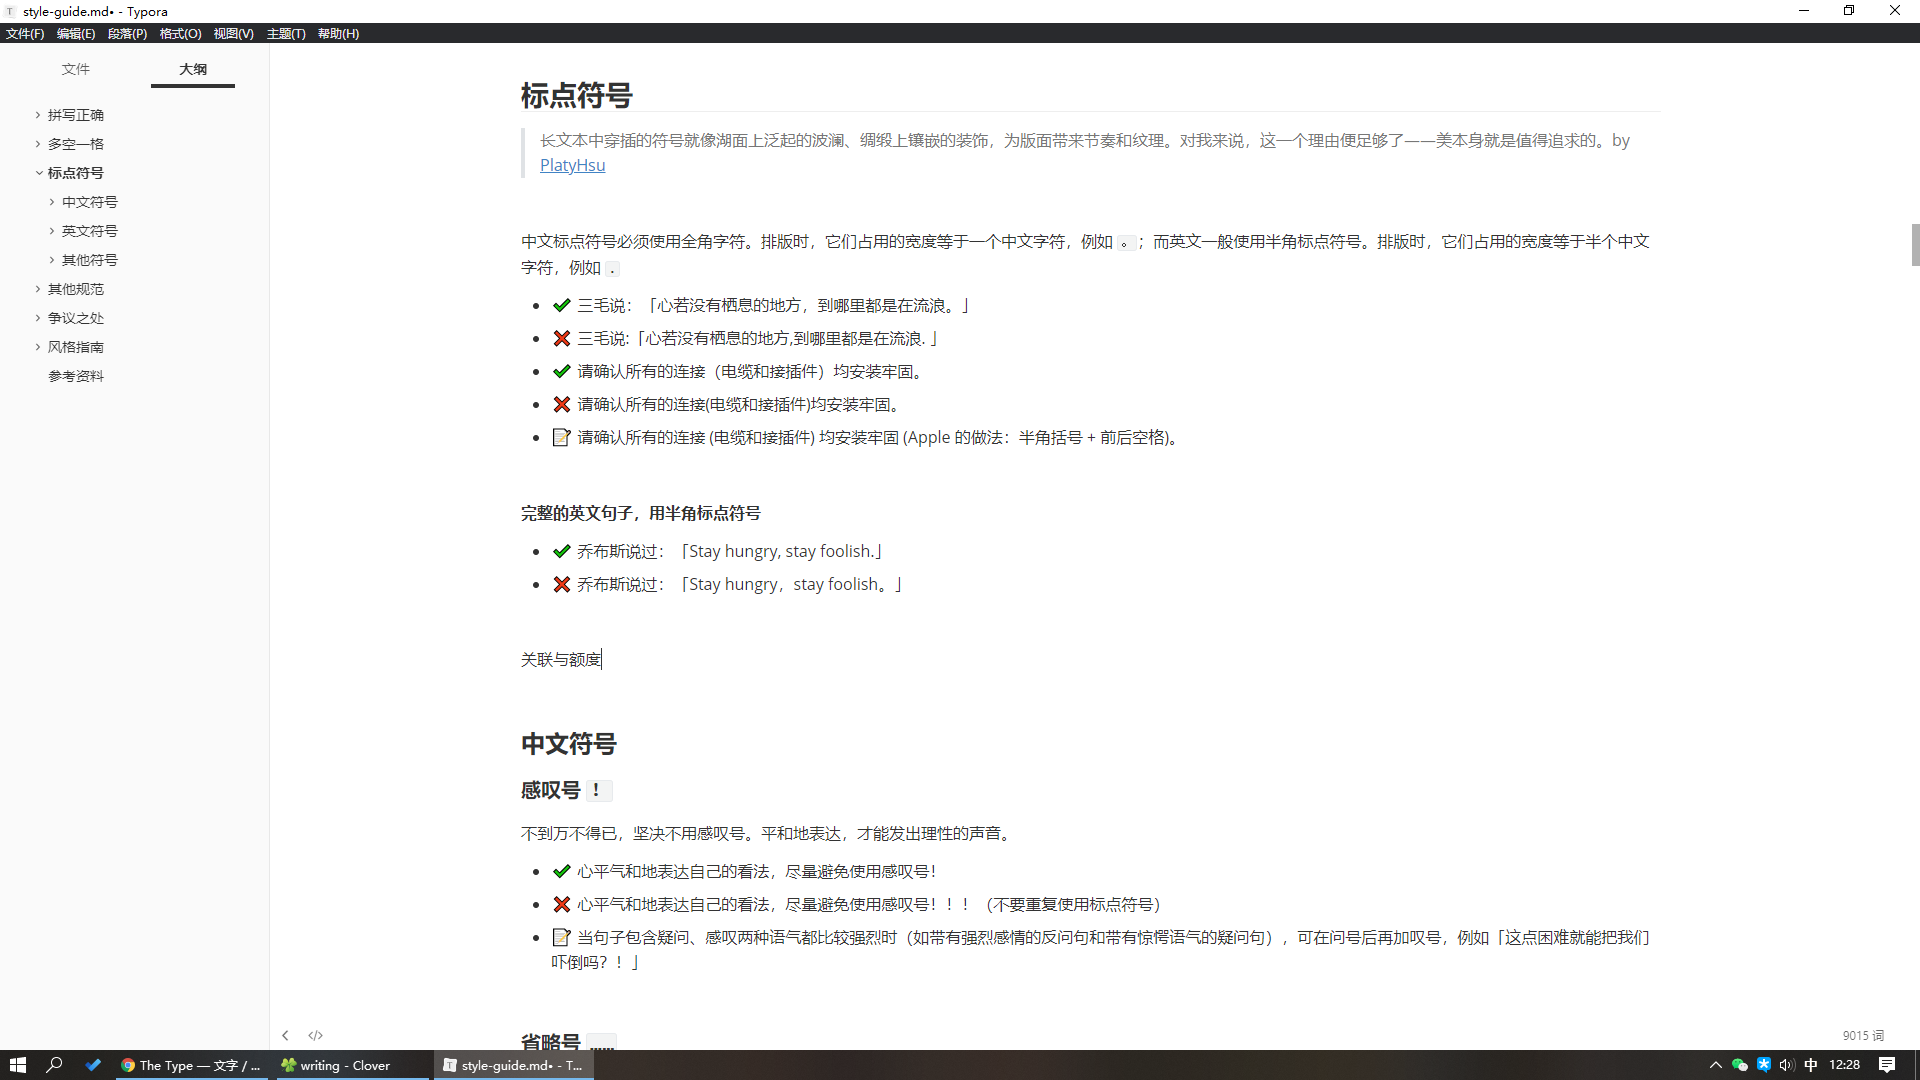 style-guide.md• - Typora
文件(F) 编辑(E) 段落(P) 格式(O) 视图(V) 主题(T) 帮助(H)
文件 大纲
拼写正确
多空一格
标点符号
中文符号
英文符号
其他符号
其他规范
争议之处
风格指南
参考资料
标点符号
长文本中穿插的符号就像湖面上泛起的波澜、绸缎上镶嵌的装饰，为版面带来节奏和纹理。对我来说，这一个理由便足够了——美本身就是值得追求的。by
PlatyHsu
中文标点符号必须使用全角字符。排版时，它们占用的宽度等于一个中文字符，例如 。；而英文一般使用半角标点符号。排版时，它们占用的宽度等于半个中文
字符，例如 .
✔ 三毛说：「心若没有栖息的地方，到哪里都是在流浪。」
❌ 三毛说:「心若没有栖息的地方,到哪里都是在流浪. 」
✔ 请确认所有的连接（电缆和接插件）均安装牢固。
❌ 请确认所有的连接(电缆和接插件)均安装牢固。
📝 请确认所有的连接 (电缆和接插件) 均安装牢固 (Apple 的做法：半角括号 + 前后空格)。
完整的英文句子，用半角标点符号
✔ 乔布斯说过：「Stay hungry, stay foolish.」
❌ 乔布斯说过：「Stay hungry，stay foolish。」
关联与额度
中文符号
感叹号 ！
不到万不得已，坚决不用感叹号。平和地表达，才能发出理性的声音。
✔ 心平气和地表达自己的看法，尽量避免使用感叹号！
❌ 心平气和地表达自己的看法，尽量避免使用感叹号！！！（不要重复使用标点符号）
📝 当句子包含疑问、感叹两种语气都比较强烈时（如带有强烈感情的反问句和带有惊愕语气的疑问句），可在问号后再加叹号，例如「这点困难就能把我们
吓倒吗？！」
省略号 ……
</> 9015 词
The Type — 文字 / ... writing - Clover style-guide.md• - T... 中 12:28